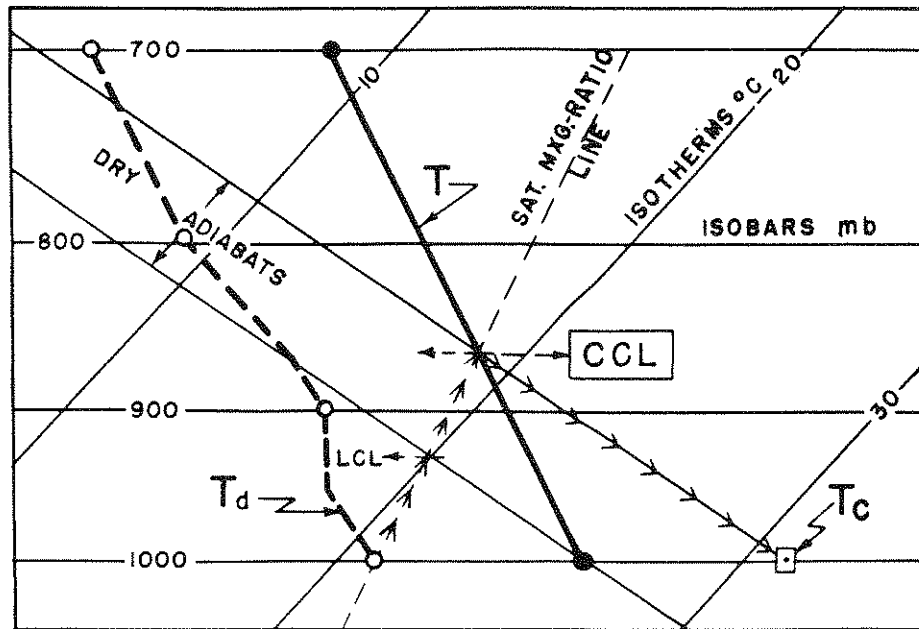 700
10
20
SAT. MXG.-RATIO
LINE
ISOTHERMS °C
DRY
ADIABATS
T
800
ISOBARS mb
CCL
900
30
LCL
Td
Tc
1000